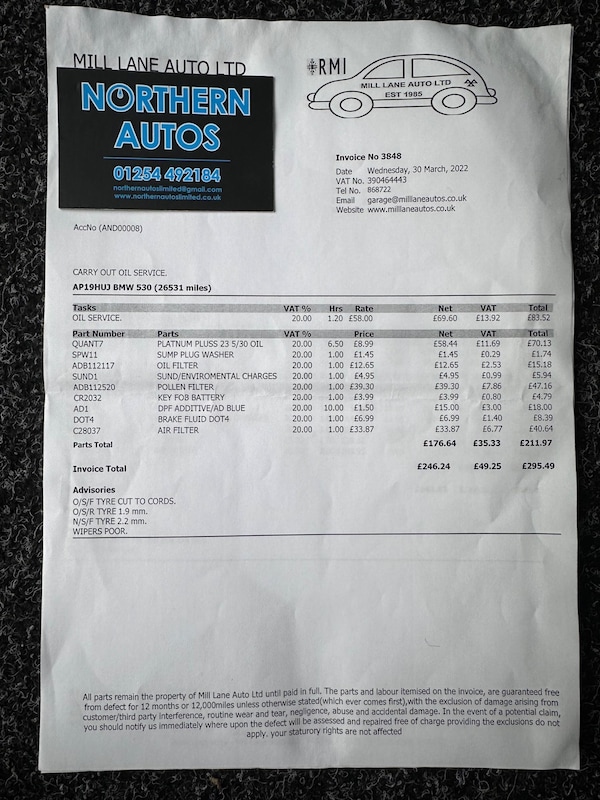 MILL LANE AUTO LTD
NORTHERN
AUTOS
01254 492184
northernautoslimited@gmail.com
www.northernautoslimited.co.uk
RMI
MILL LANE AUTO LTD
EST 1985
Invoice No 3848
Date Wednesday, 30 March, 2022
VAT No. 390464443
Tel No. 868722
Email garage@millaneautos.co.uk
Website www.millaneautos.co.uk
AccNo (AND00008)
CARRY OUT OIL SERVICE.
AP19HUJ BMW 530 (26531 miles)
Tasks VAT % Hrs Rate Net VAT Total
OIL SERVICE. 20.00 1.20 £58.00 £69.60 £13.92 £83.52
Part Number Parts VAT % Price Net VAT Total
QUANT7 PLATNUM PLUSS 23 5/30 OIL 20.00 6.50 £8.99 £58.44 £11.69 £70.13
SPW11 SUMP PLUG WASHER 20.00 1.00 £1.45 £1.45 £0.29 £1.74
ADB112117 OIL FILTER 20.00 1.00 £12.65 £12.65 £2.53 £15.18
SUND1 SUND/ENVIROMENTAL CHARGES 20.00 1.00 £4.95 £4.95 £0.99 £5.94
ADB112520 POLLEN FILTER 20.00 1.00 £39.30 £39.30 £7.86 £47.16
CR2032 KEY FOB BATTERY 20.00 1.00 £3.99 £3.99 £0.80 £4.79
AD1 DPF ADDITIVE/AD BLUE 20.00 10.00 £1.50 £15.00 £3.00 £18.00
DOT4 BRAKE FLUID DOT4 20.00 1.00 £6.99 £6.99 £1.40 £8.39
C28037 AIR FILTER 20.00 1.00 £33.87 £33.87 £6.77 £40.64
Parts Total £176.64 £35.33 £211.97
Invoice Total £246.24 £49.25 £295.49
Advisories
O/S/F TYRE CUT TO CORDS.
O/S/R TYRE 1.9 mm.
N/S/F TYRE 2.2 mm.
WIPERS POOR.
All parts remain the property of Mill Lane Auto Ltd until paid in full. The parts and labour itemised on the invoice, are guaranteed free
from defect for 12 months or 12,000miles unless otherwise stated(which ever comes first),with the exclusion of damage arising from
customer/third party interference, routine wear and tear, negligence, abuse and accidental damage. In the event of a potential claim,
you should notify us immediately where upon the defect will be assessed and repaired free of charge providing the exclusions do not
apply. your staturory rights are not affected